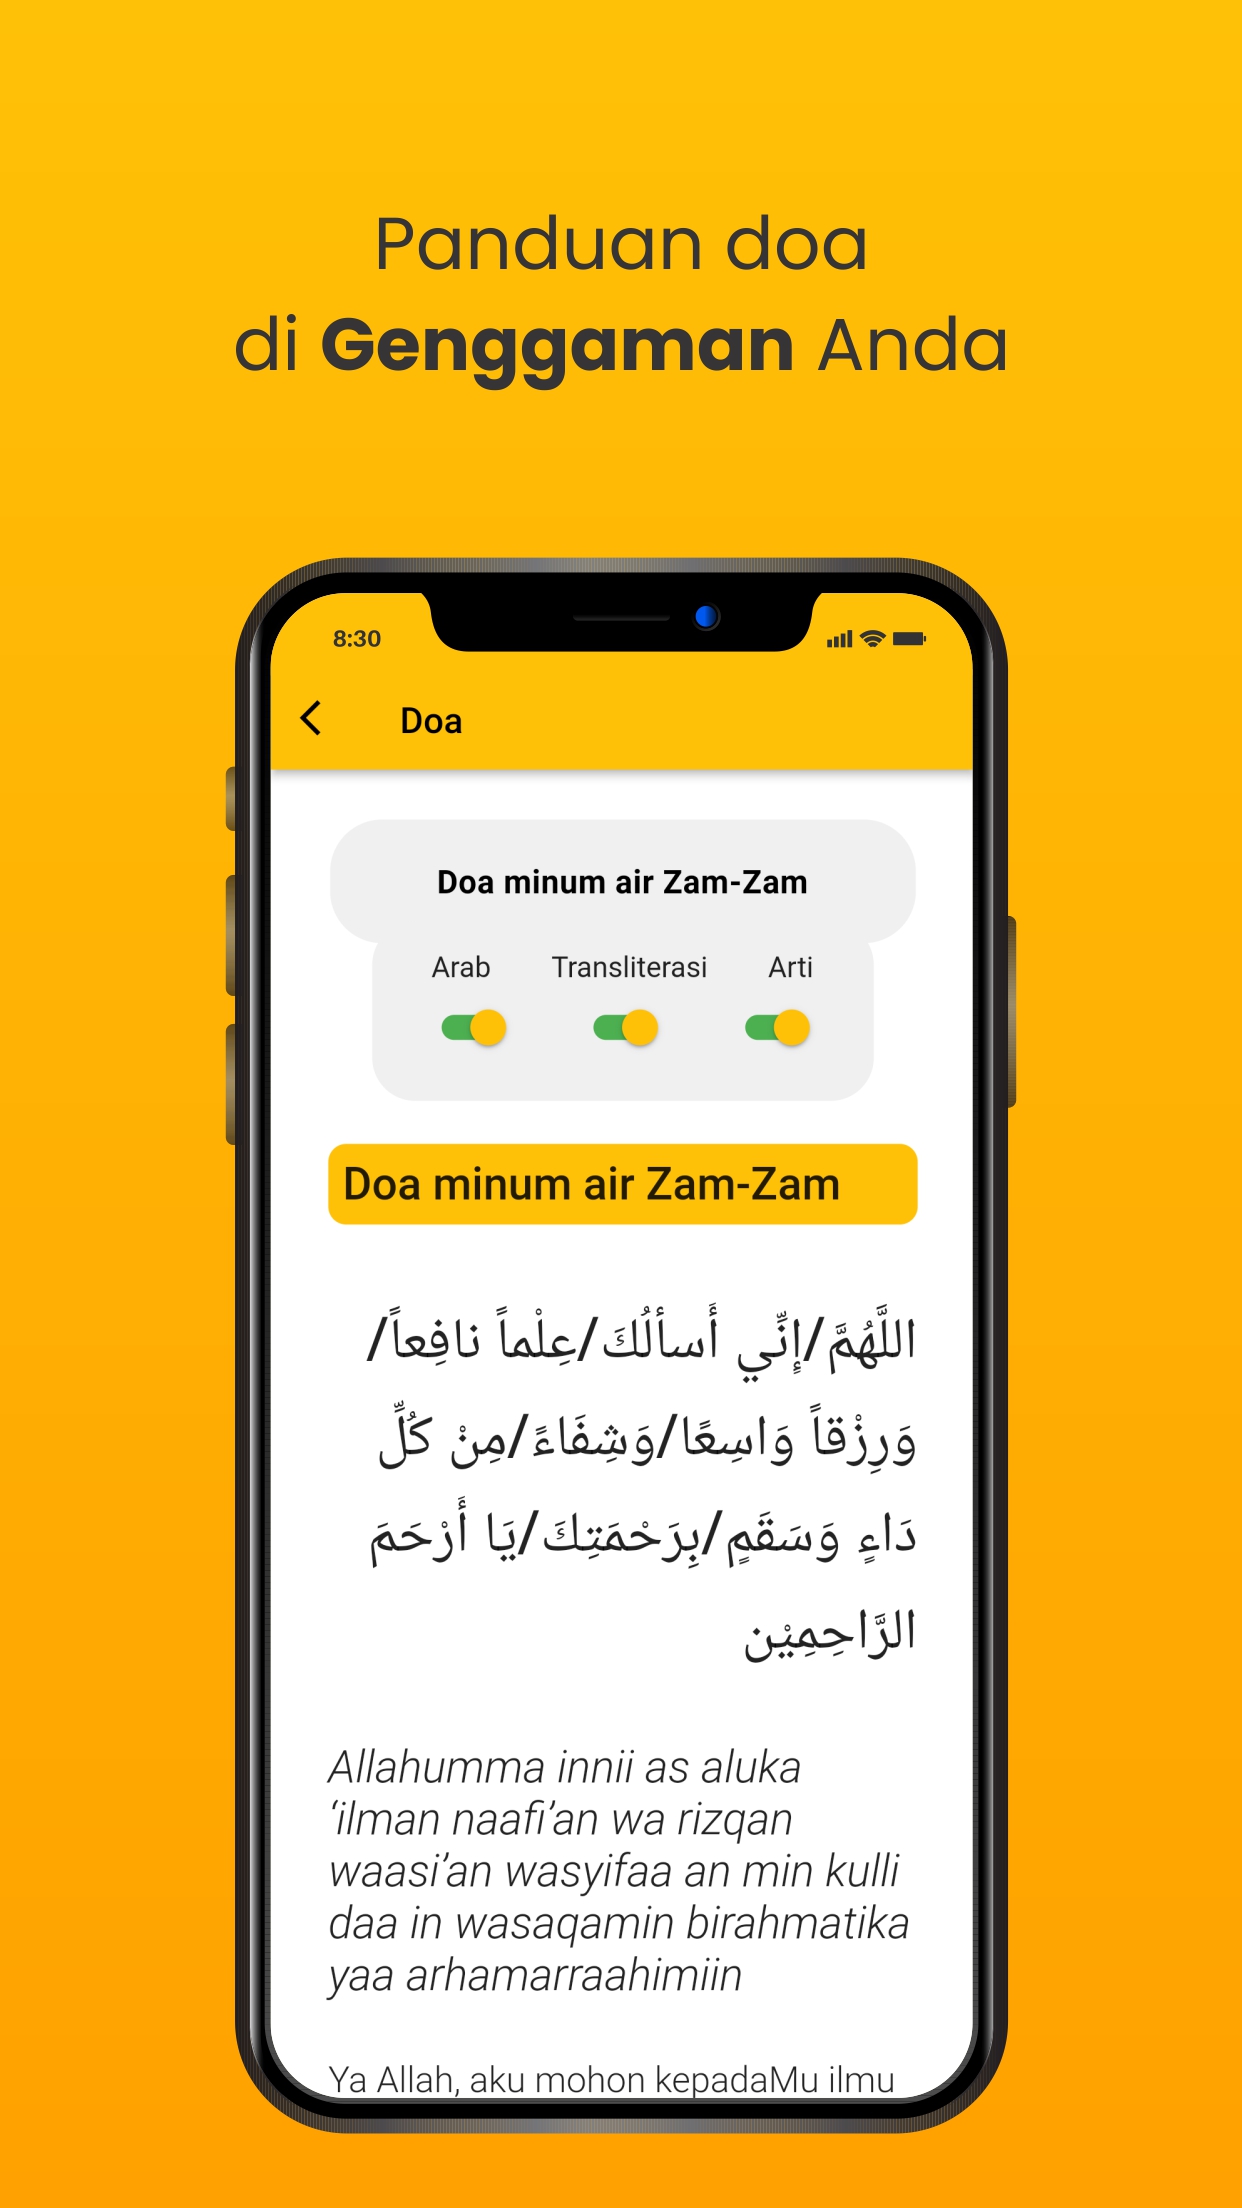 Panduan doa
di Genggaman Anda
8:30
Doa
Doa minum air Zam-Zam
Arab Transliterasi Arti
Doa minum air Zam-Zam
اللَّهُمَّ/إِنِّي أَسأَلُكَ/عِلْماً نافِعاً/
وَرِزْقاً وَاسِعًا/وَشِفَاءً/مِنْ كُلِّ
دَاءٍ وَسَقَمٍ/بِرَحْمَتِكَ/يَا أَرْحَمَ
الرَّاحِمِيْن
Allahumma innii as aluka
‘ilman naafi’an wa rizqan
waasi’an wasyifaa an min kulli
daa in wasaqamin birahmatika
yaa arhamarraahimiin
Ya Allah, aku mohon kepadaMu ilmu